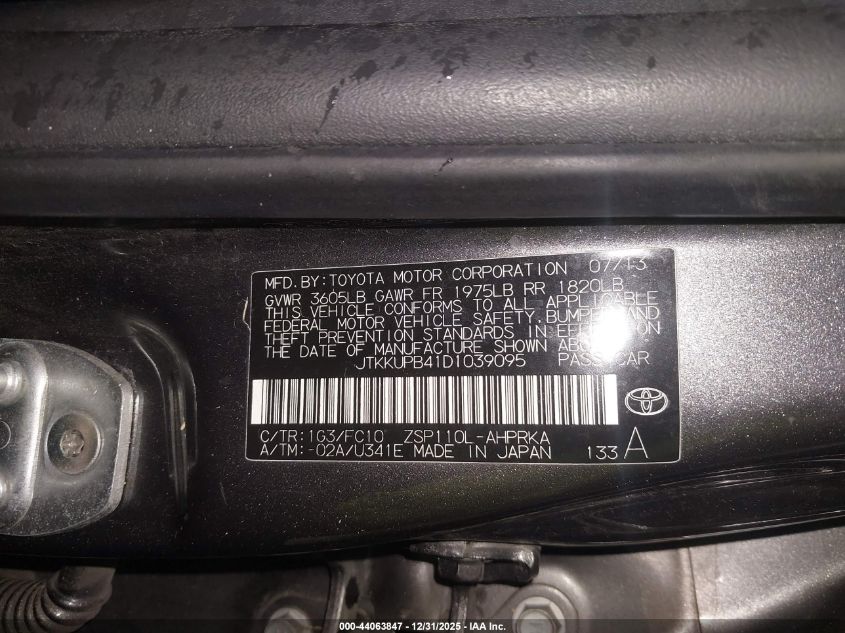 MFD. BY: TOYOTA MOTOR CORPORATION 07/13
GVWR 3605LB GAWR FR 1975LB RR 1820LB
THIS VEHICLE CONFORMS TO ALL APPLICABLE
FEDERAL MOTOR VEHICLE SAFETY, BUMPER, AND
THEFT PREVENTION STANDARDS IN EFFECT ON
THE DATE OF MANUFACTURE SHOWN ABOVE.
JTKKUPB41D1039095 PASS CAR
C/TR: 1G3/FC10 ZSP110L-AHPRKA
A/TM: -02A/U341E MADE IN JAPAN 133 A
000-44063847 - 12/31/2025 - IAA Inc.